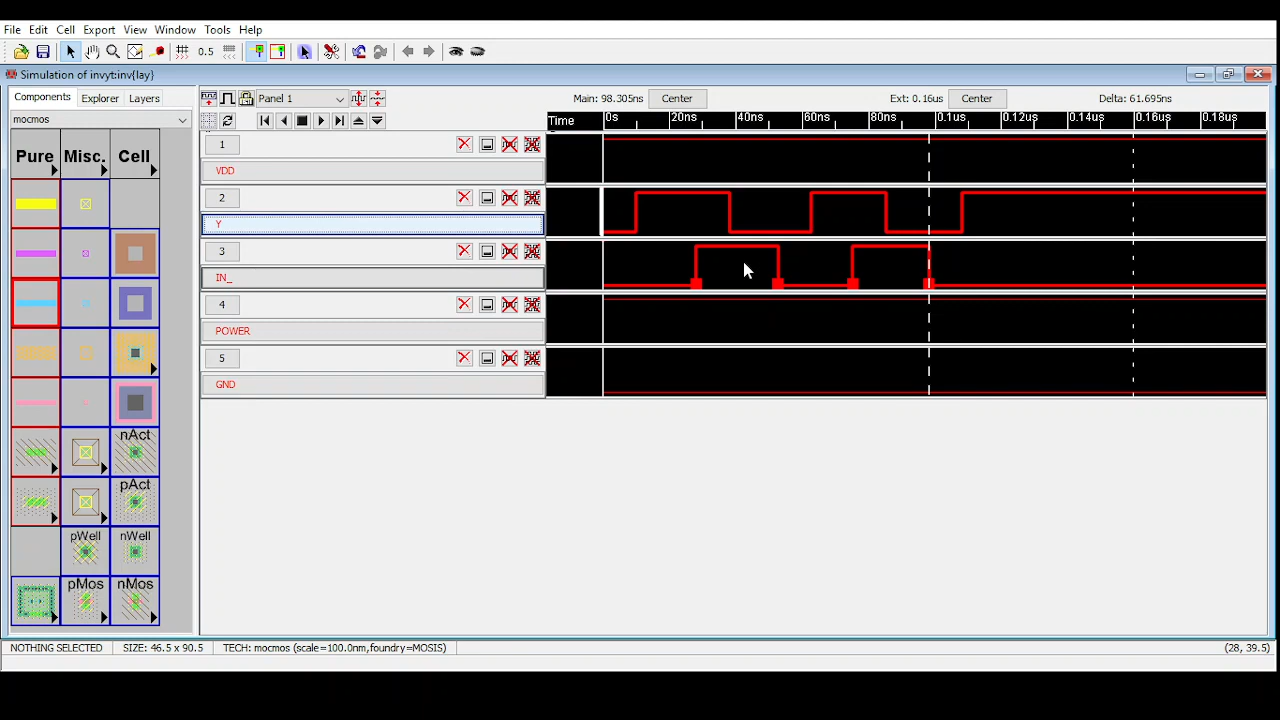 File Edit Cell Export View Window Tools Help
0.5
Simulation of invytinv{lay}
Components Explorer Layers Panel 1 Main: 98.305ns Center Ext: 0.16us Center Delta: 61.695ns
mocmos Time 0s 20ns 40ns 60ns 80ns 0.1us 0.12us 0.14us 0.16us 0.18us
Pure Misc. Cell
1
VDD
2
Y
3
IN_
4
POWER
5
GND
nAct
pAct
pWell nWell
pMos nMos
NOTHING SELECTED SIZE: 46.5 x 90.5 TECH: mocmos (scale=100.0nm,foundry=MOSIS) (28, 39.5)